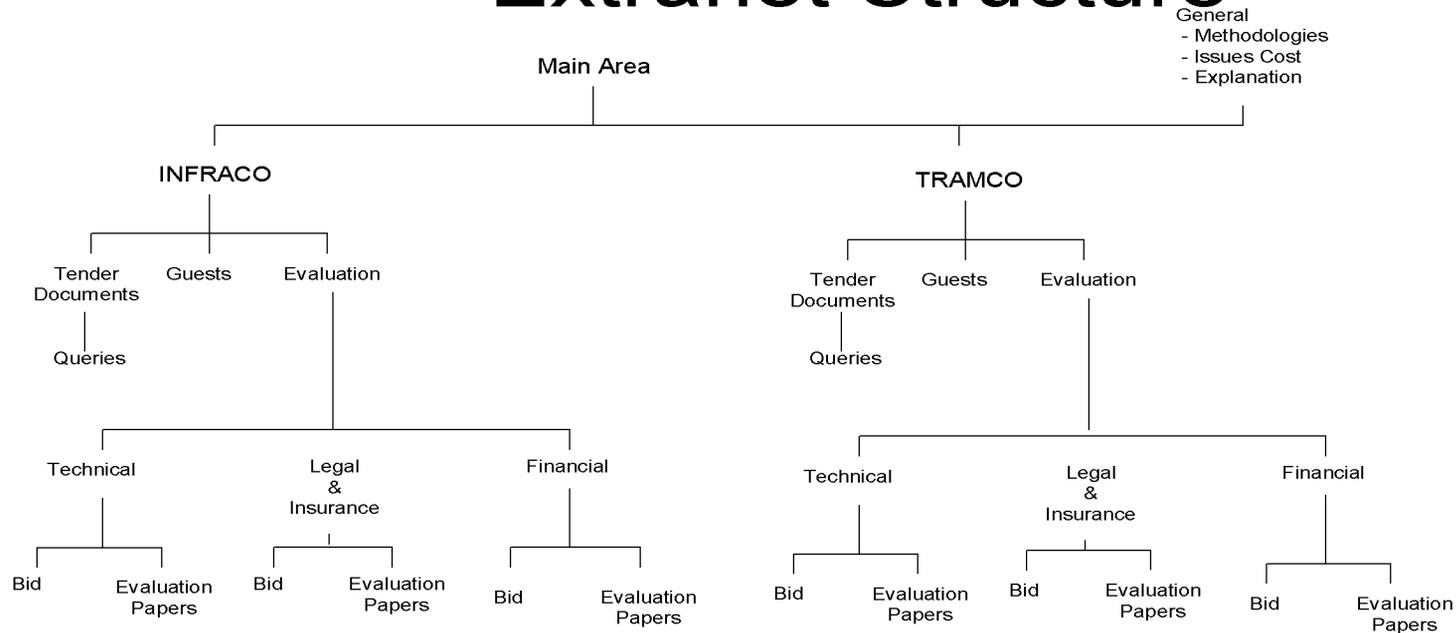 Extranet Structure
General
- Methodologies
- Issues Cost
- Explanation
Main Area
INFRACO
TRAMCO
Tender
Documents
Guests
Evaluation
Queries
Tender
Documents
Guests
Evaluation
Queries
Technical
Legal
&
Insurance
Financial
Technical
Legal
&
Insurance
Financial
Bid
Evaluation
Papers
Bid
Evaluation
Papers
Bid
Evaluation
Papers
Bid
Evaluation
Papers
Bid
Evaluation
Papers
Bid
Evaluation
Papers